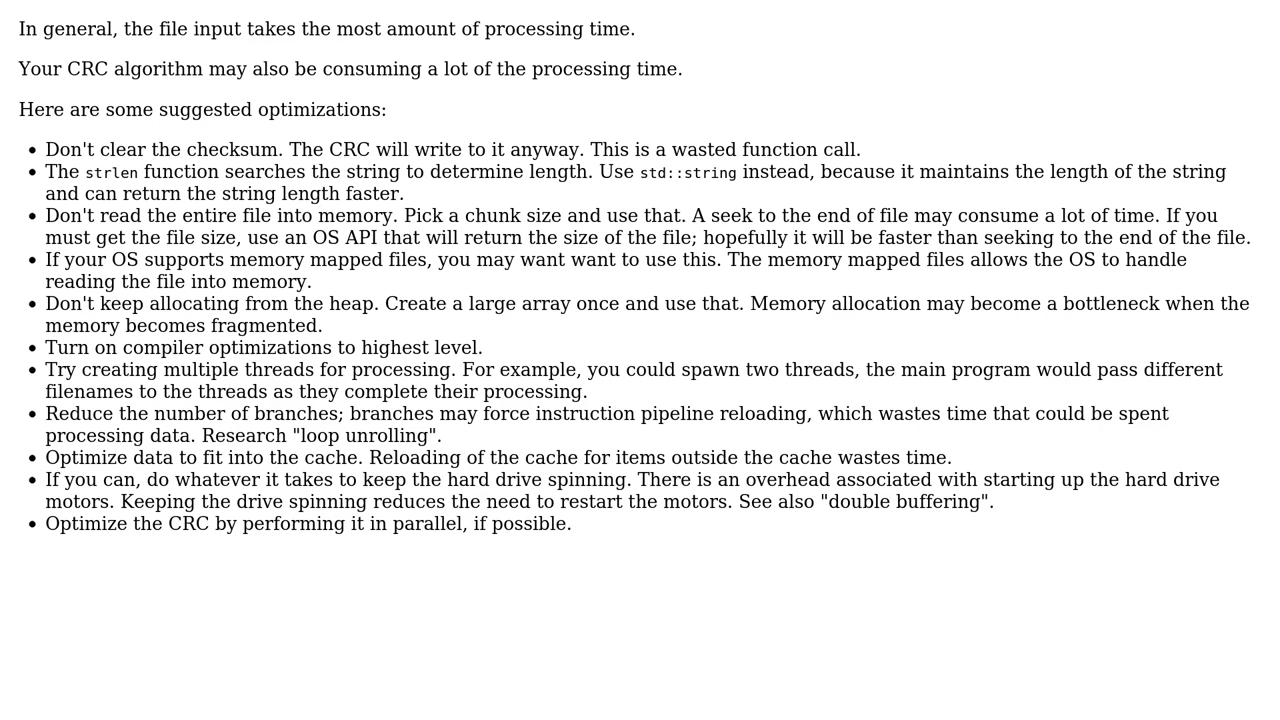 In general, the file input takes the most amount of processing time.
Your CRC algorithm may also be consuming a lot of the processing time.
Here are some suggested optimizations:
• Don't clear the checksum. The CRC will write to it anyway. This is a wasted function call.
• The strlen function searches the string to determine length. Use std::string instead, because it maintains the length of the string
and can return the string length faster.
• Don't read the entire file into memory. Pick a chunk size and use that. A seek to the end of file may consume a lot of time. If you
must get the file size, use an OS API that will return the size of the file; hopefully it will be faster than seeking to the end of the file.
• If your OS supports memory mapped files, you may want want to use this. The memory mapped files allows the OS to handle
reading the file into memory.
• Don't keep allocating from the heap. Create a large array once and use that. Memory allocation may become a bottleneck when the
memory becomes fragmented.
• Turn on compiler optimizations to highest level.
• Try creating multiple threads for processing. For example, you could spawn two threads, the main program would pass different
filenames to the threads as they complete their processing.
• Reduce the number of branches; branches may force instruction pipeline reloading, which wastes time that could be spent
processing data. Research "loop unrolling".
• Optimize data to fit into the cache. Reloading of the cache for items outside the cache wastes time.
• If you can, do whatever it takes to keep the hard drive spinning. There is an overhead associated with starting up the hard drive
motors. Keeping the drive spinning reduces the need to restart the motors. See also "double buffering".
• Optimize the CRC by performing it in parallel, if possible.